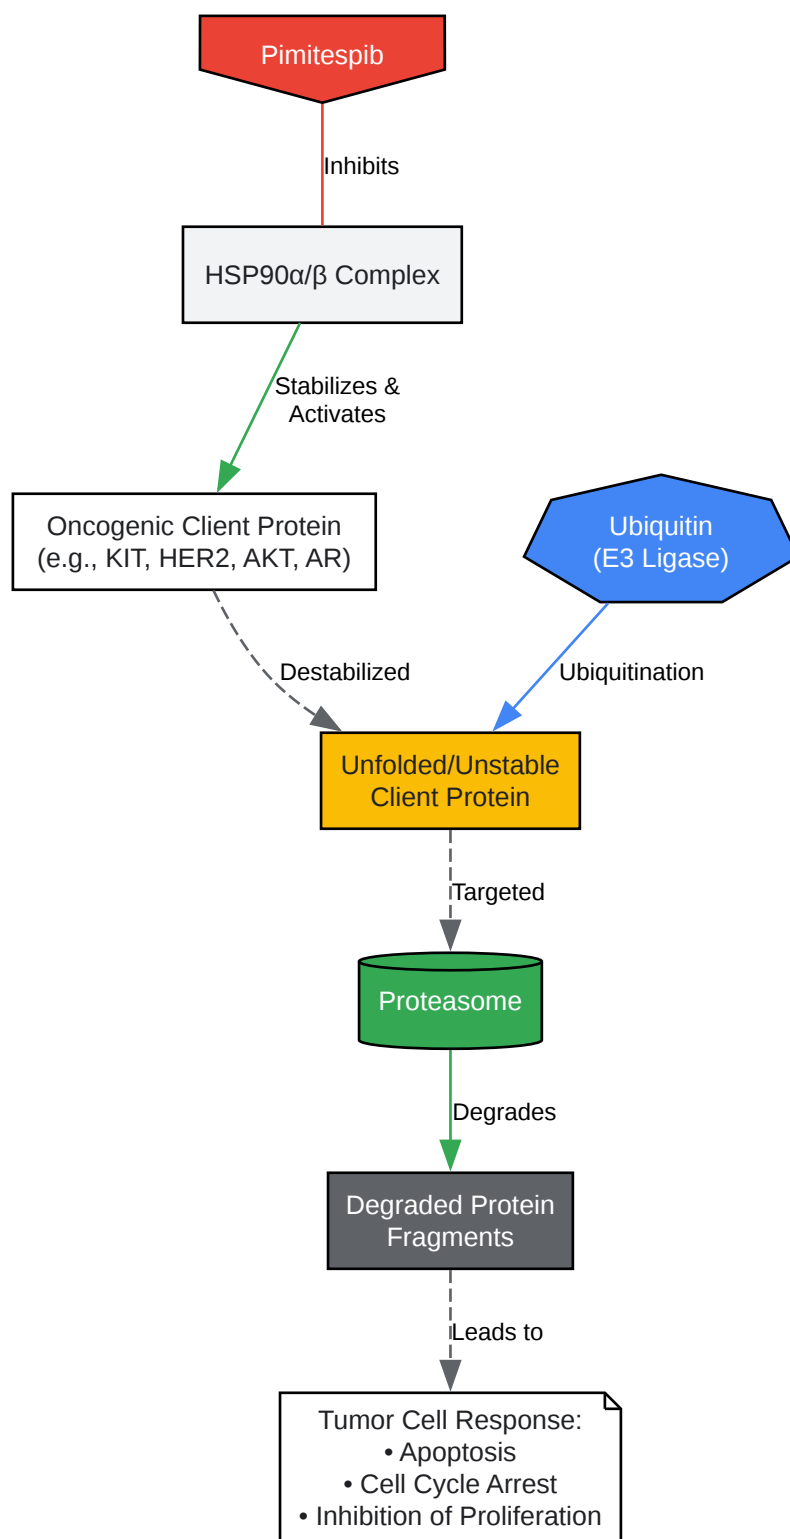 Pimitespib
Inhibits
HSP90α/β Complex
Stabilizes &
Activates
Oncogenic Client Protein
(e.g., KIT, HER2, AKT, AR)
Ubiquitin
(E3 Ligase)
Destabilized
Ubiquitination
Unfolded/Unstable
Client Protein
Targeted
Proteasome
Degrades
Degraded Protein
Fragments
Leads to
Tumor Cell Response:
• Apoptosis
• Cell Cycle Arrest
• Inhibition of Proliferation